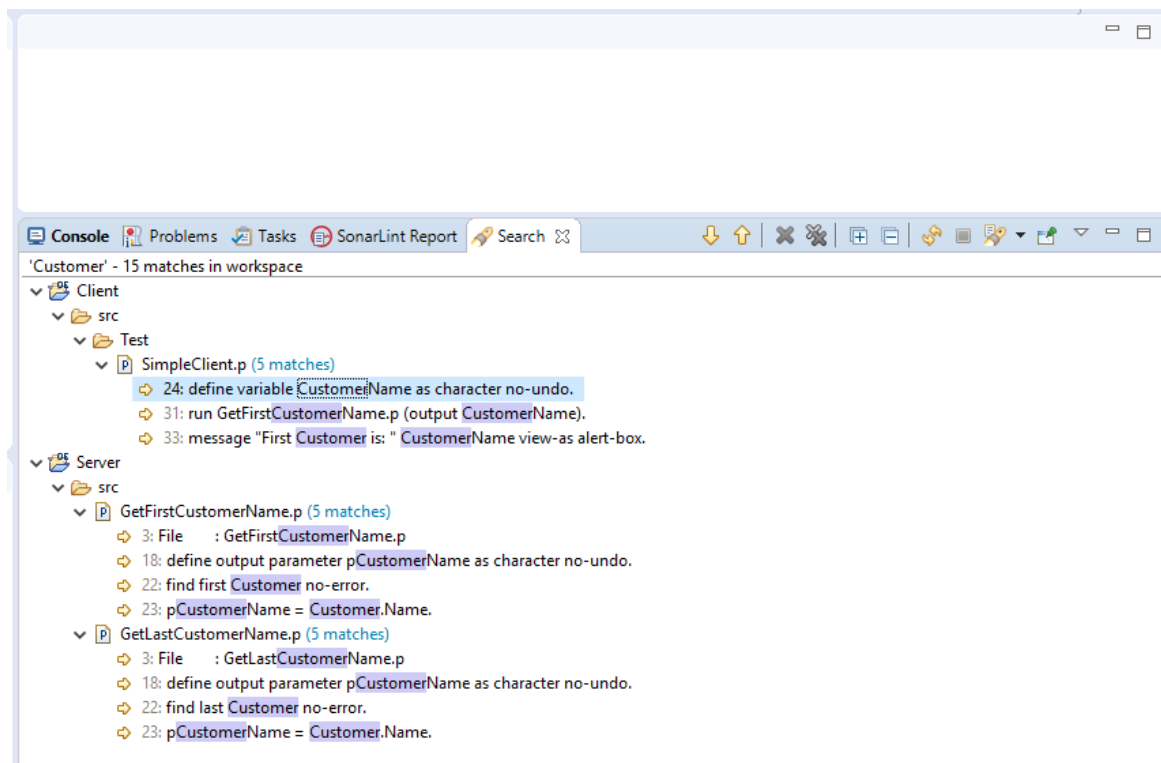 Console Problems Tasks SonarLint Report Search
'Customer' - 15 matches in workspace
Client
src
Test
SimpleClient.p (5 matches)
24: define variable CustomerName as character no-undo.
31: run GetFirstCustomerName.p (output CustomerName).
33: message "First Customer is: " CustomerName view-as alert-box.
Server
src
GetFirstCustomerName.p (5 matches)
3: File : GetFirstCustomerName.p
18: define output parameter pCustomerName as character no-undo.
22: find first Customer no-error.
23: pCustomerName = Customer.Name.
GetLastCustomerName.p (5 matches)
3: File : GetLastCustomerName.p
18: define output parameter pCustomerName as character no-undo.
22: find last Customer no-error.
23: pCustomerName = Customer.Name.